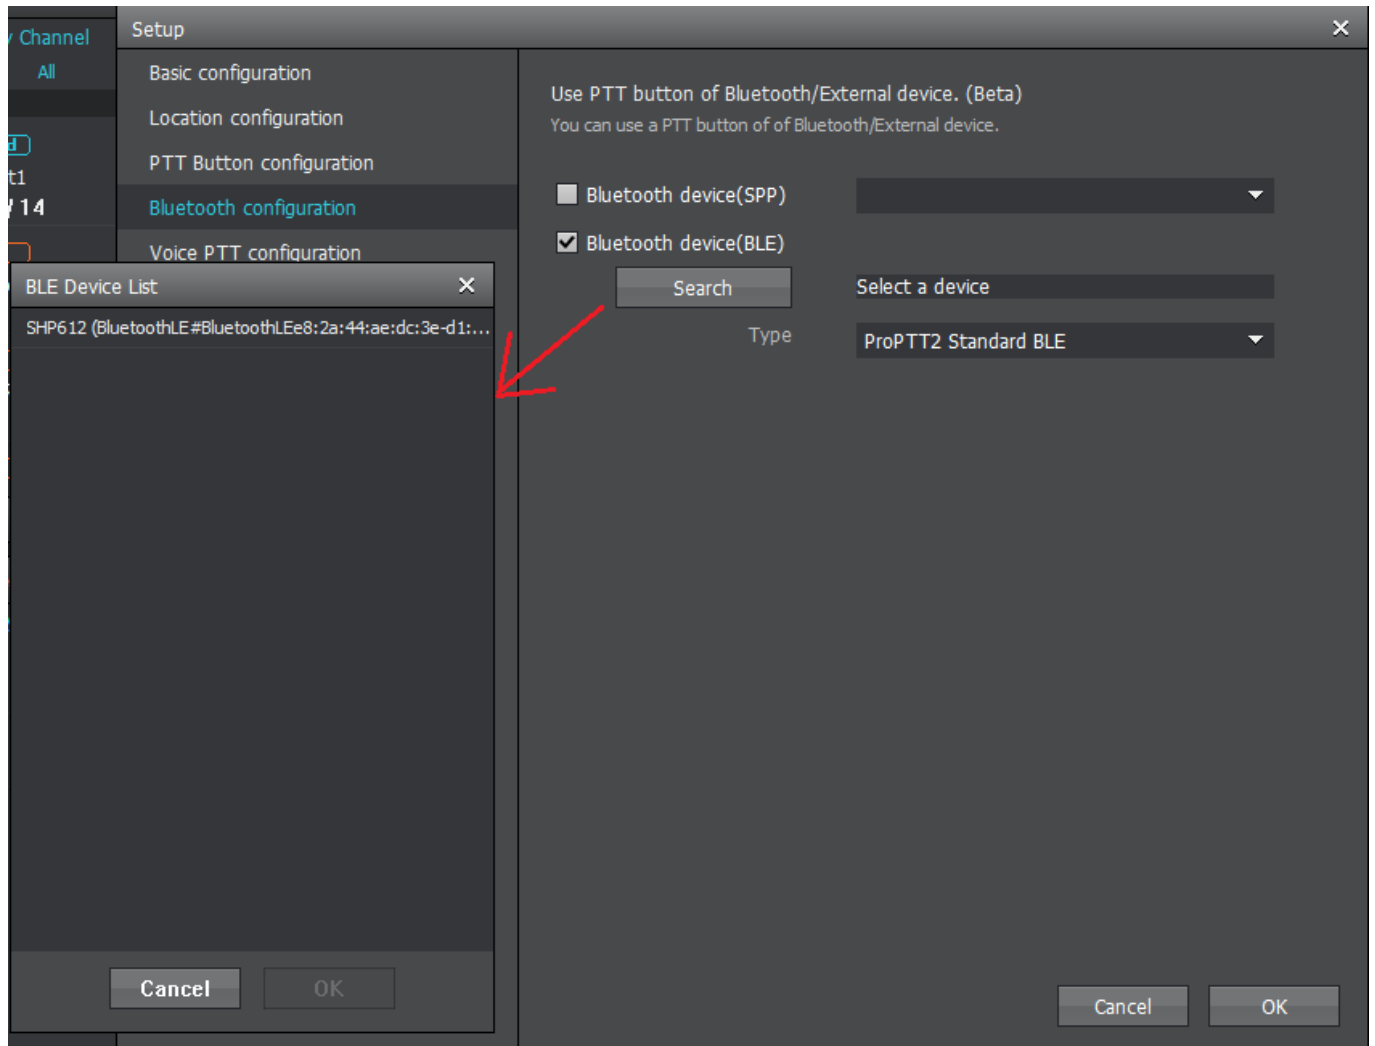 Channel
All
t1
14
Setup
Basic configuration
Location configuration
PTT Button configuration
Bluetooth configuration
Voice PTT configuration
Use PTT button of Bluetooth/External device. (Beta)
You can use a PTT button of of Bluetooth/External device.
Bluetooth device(SPP)
Bluetooth device(BLE)
Search
Select a device
Type
ProPTT2 Standard BLE
BLE Device List
SHP612 (BluetoothLE#BluetoothLEe8:2a:44:ae:dc:3e-d1:...
Cancel
OK
Cancel
OK